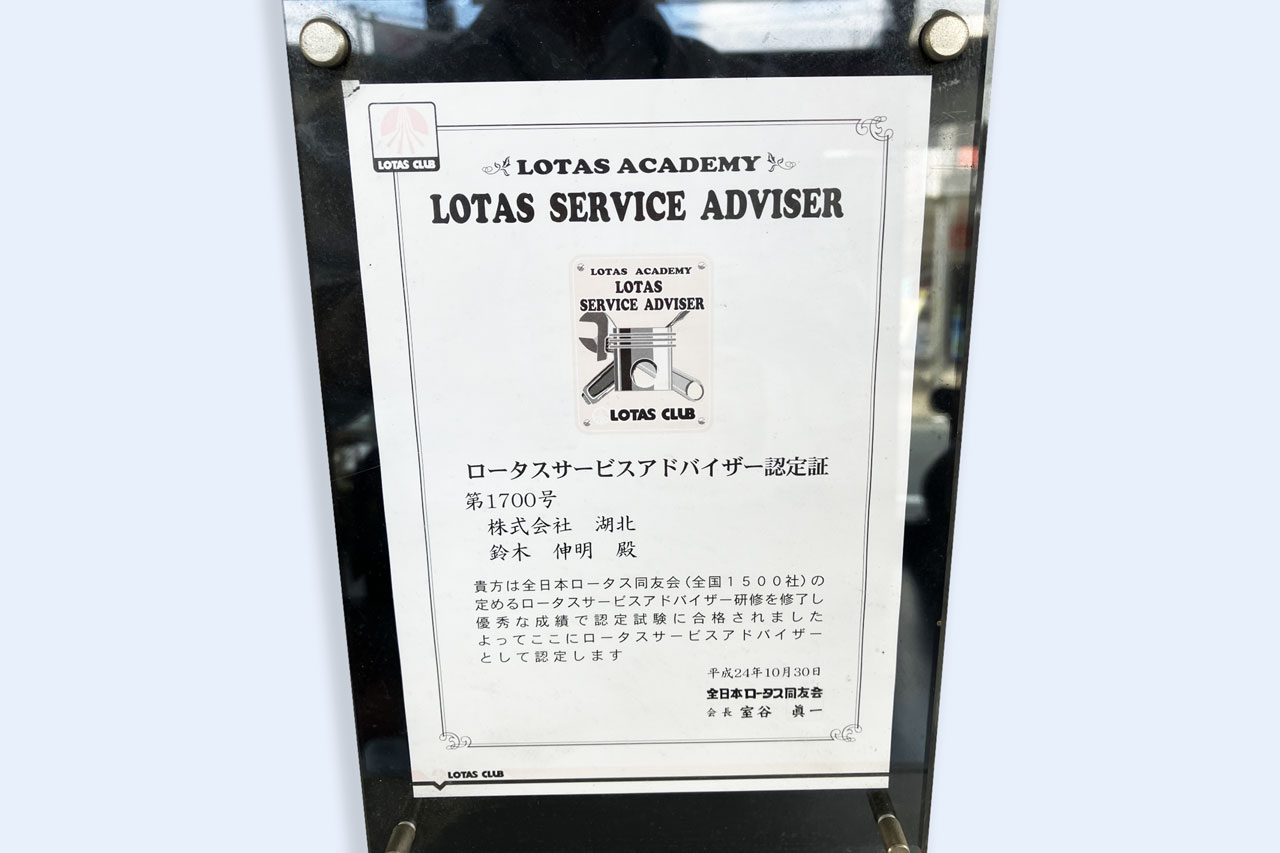 LOTAS CLUB
LOTAS ACADEMY
LOTAS SERVICE ADVISER
LOTAS ACADEMY
LOTAS
SERVICE ADVISER
LOTAS CLUB
ロータスサービスアドバイザー認定証
第1700号
株式会社 湖北
鈴木 伸明 殿
貴方は全日本ロータス同友会(全国1500社)の
定めるロータスサービスアドバイザー研修を修了し
優秀な成績で認定試験に合格されました
よってここにロータスサービスアドバイザー
として認定します
平成24年10月30日
全日本ロータス同友会
会長 室谷 眞一
LOTAS CLUB